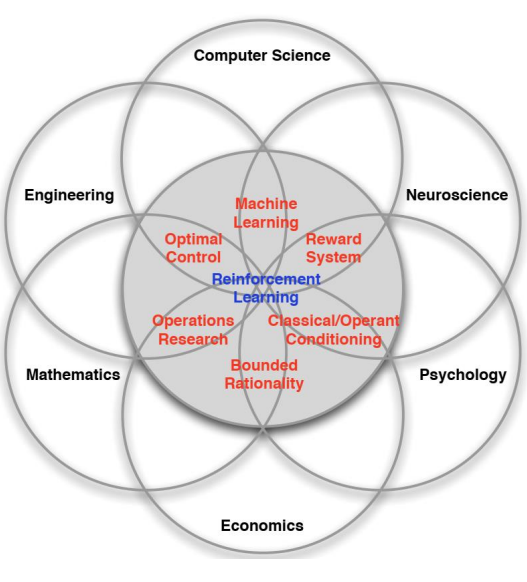 Computer Science
Engineering
Neuroscience
Machine
Learning
Optimal
Control
Reward
System
Reinforcement
Learning
Operations
Research
Classical/Operant
Conditioning
Bounded
Rationality
Mathematics
Psychology
Economics